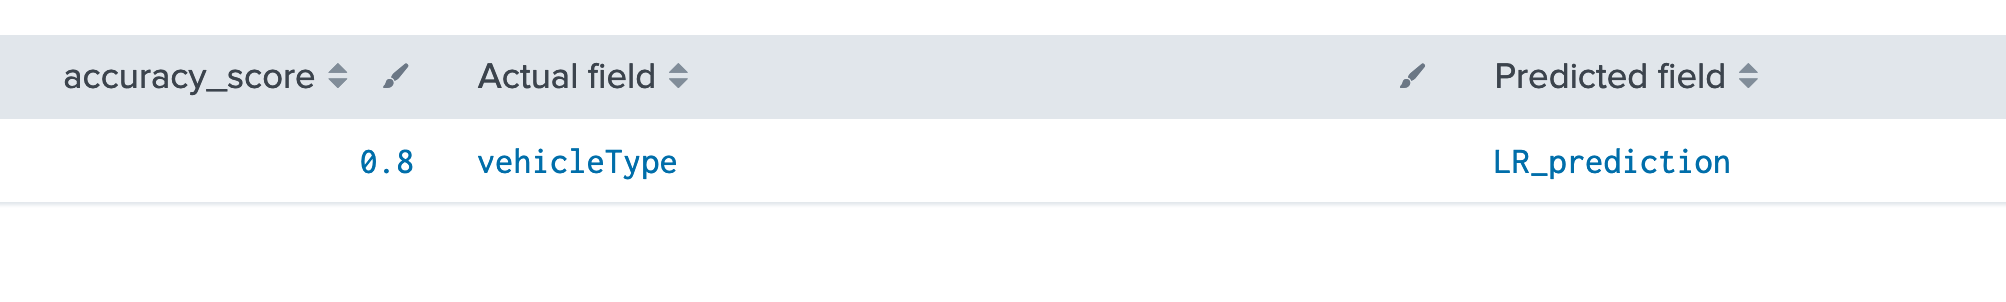 accuracy_score Actual field Predicted field
0.8 vehicleType LR_prediction